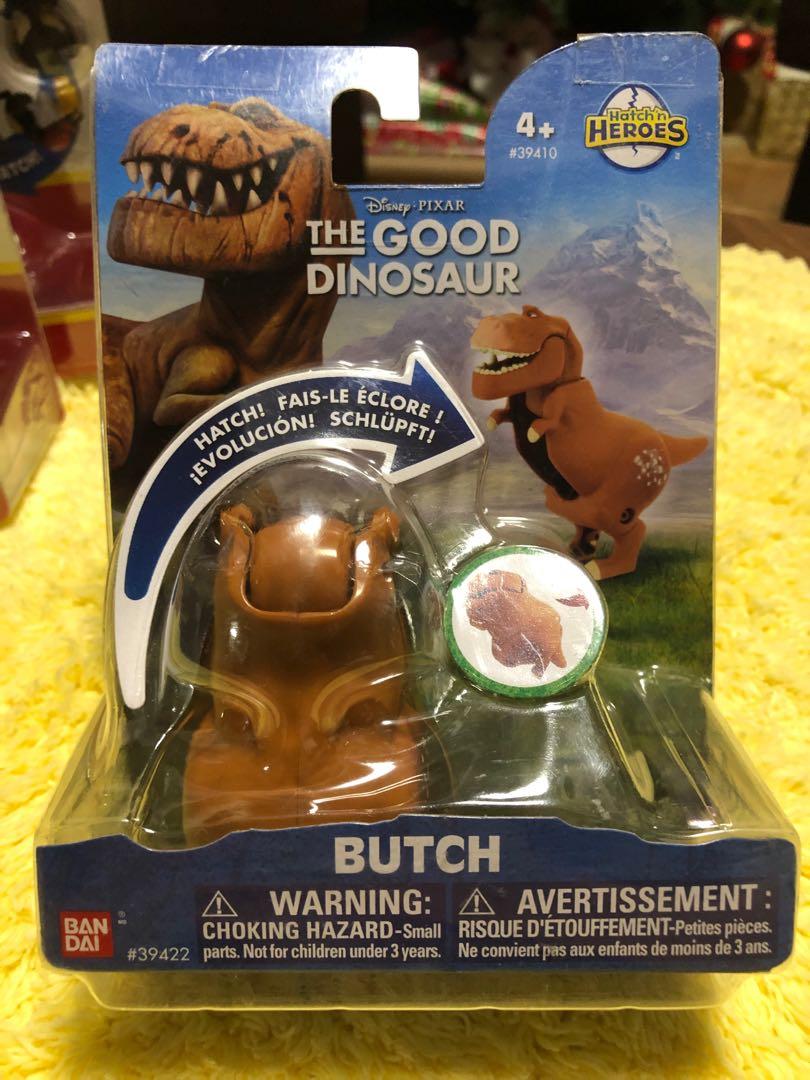 4+
#39410
Hatch'n
HEROES
Disney · PIXAR
THE GOOD
DINOSAUR
HATCH! FAIS-LE ÉCLORE !
¡EVOLUCIÓN! SCHLÜPFT!
BUTCH
BAN
DAI
®
#39422
WARNING:
CHOKING HAZARD-Small
parts. Not for children under 3 years.
AVERTISSEMENT :
RISQUE D'ÉTOUFFEMENT-Petites pièces.
Ne convient pas aux enfants de moins de 3 ans.